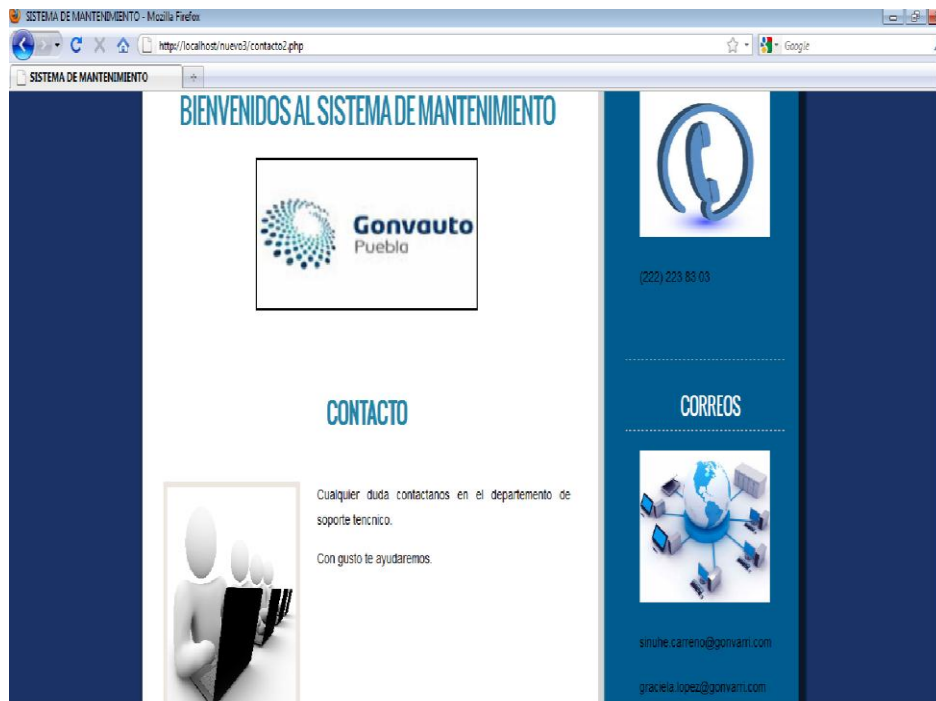 SISTEMA DE MANTENIMIENTO - Mozilla Firefox
http://localhost/nuevo3/contacto2.php
Google
SISTEMA DE MANTENIMIENTO
BIENVENIDOS AL SISTEMA DE MANTENIMIENTO
Gonvauto
Puebla
CONTACTO
Cualquier duda contactanos en el departemento de
soporte tencnico.
Con gusto te ayudaremos.
(222) 223 83 03
CORREOS
sinuhe.carreno@gonvarri.com
graciela.lopez@gonvarri.com